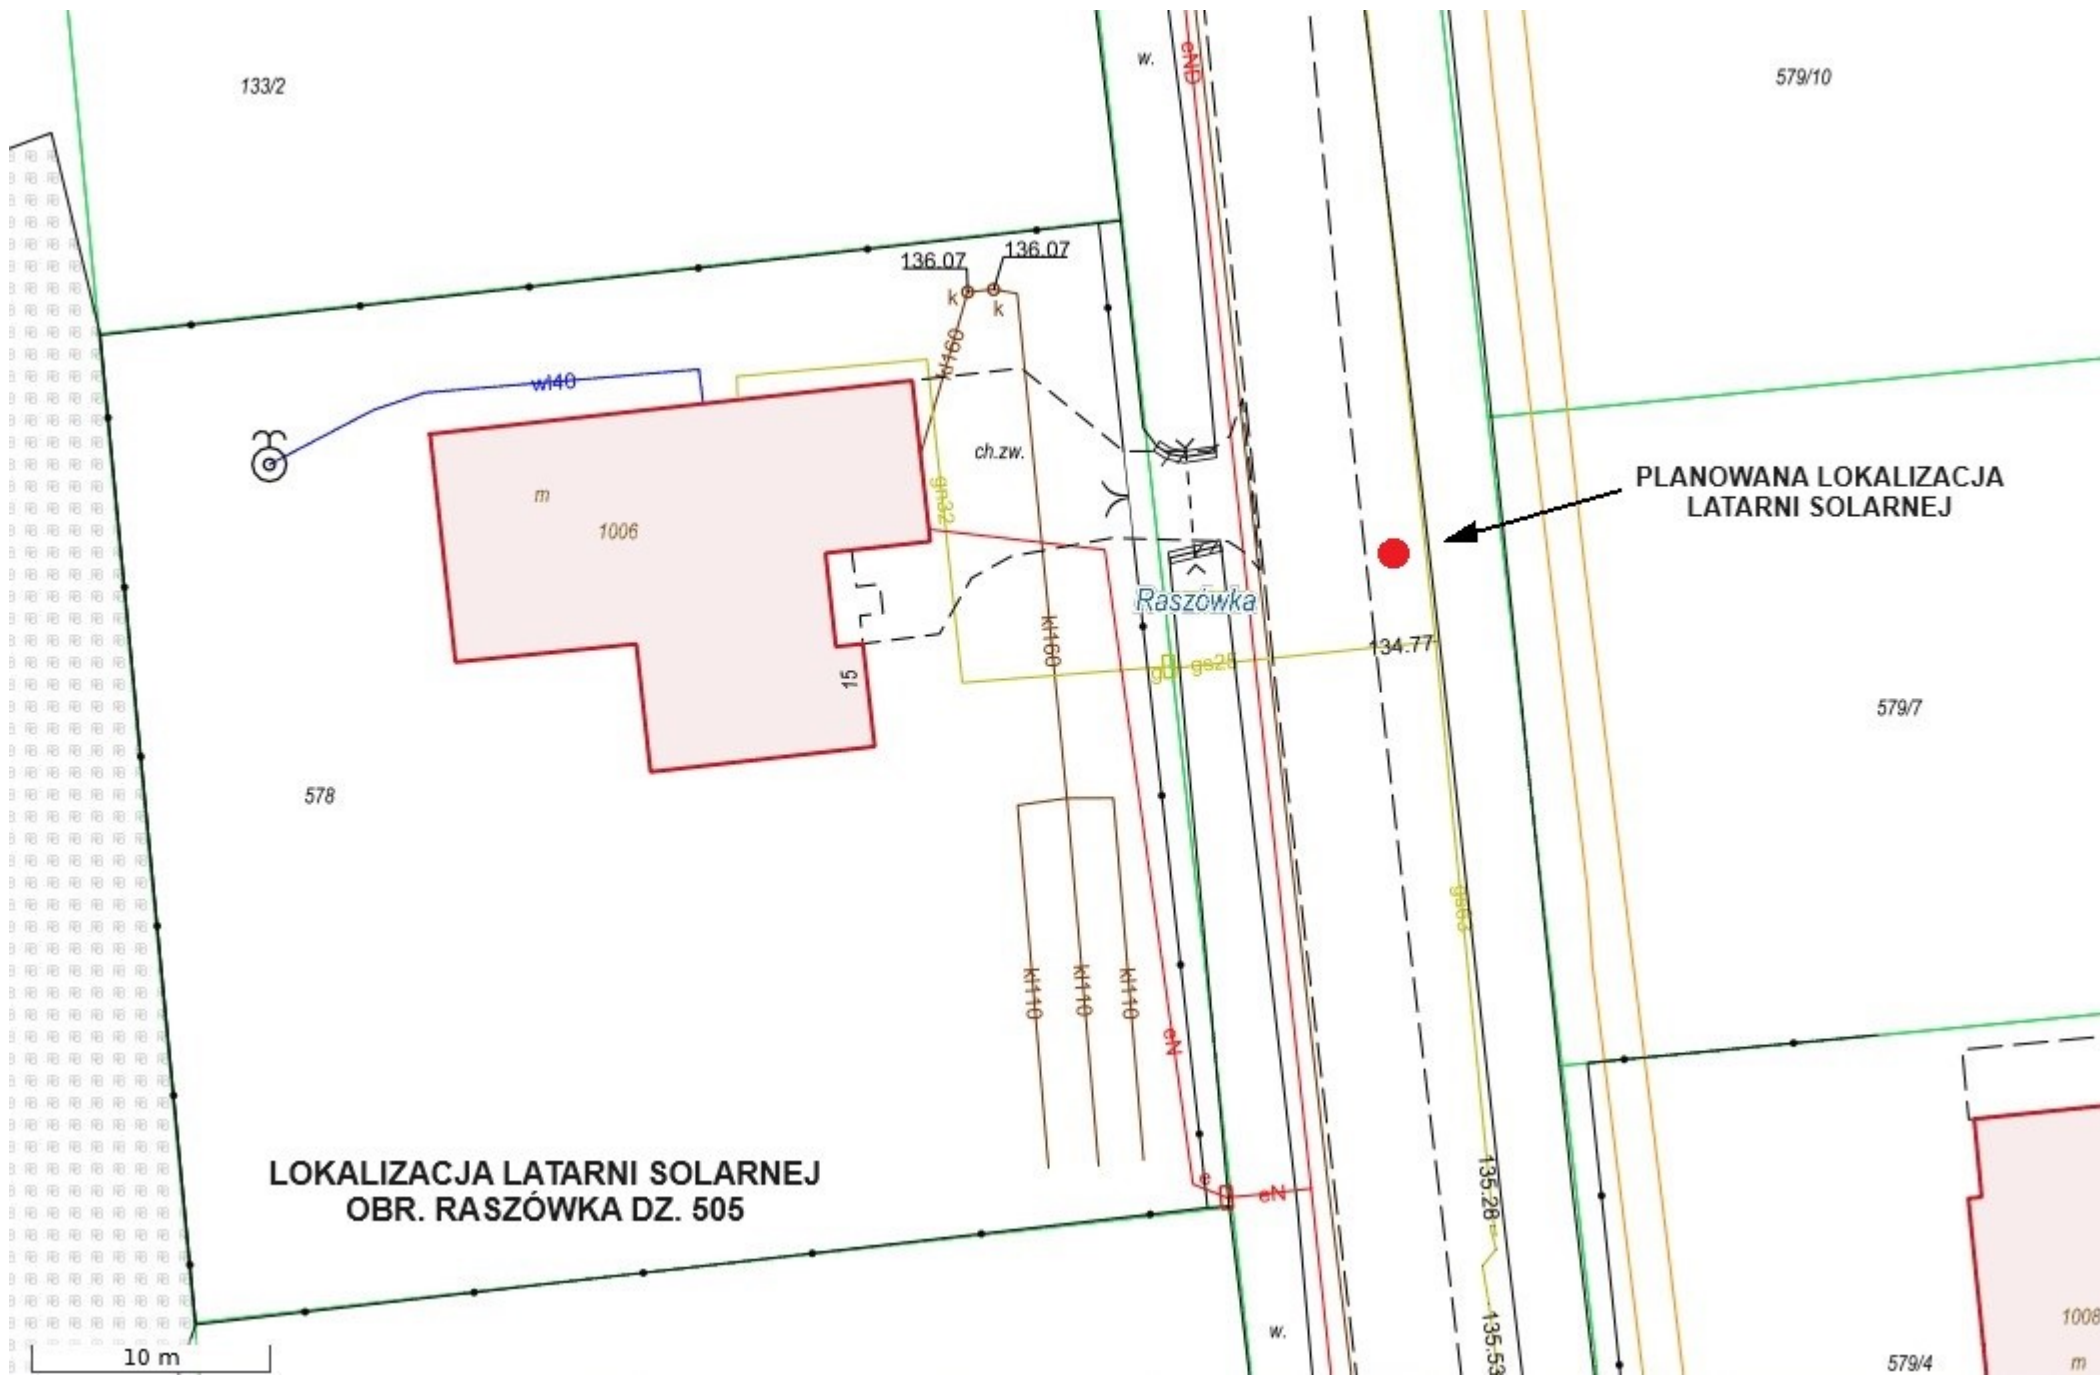 w.
eND
133/2
579/10
136.07
136.07
k
k
kl160
wl40
ch.zw.
PLANOWANA LOKALIZACJA
LATARNI SOLARNEJ
m
1006
gn32
Raszówka
kl160
134.77
g
gs25
15
579/7
578
gs63
kl110
kl110
kl110
eN
LOKALIZACJA LATARNI SOLARNEJ
OBR. RASZÓWKA DZ. 505
e
eN
135.28
135.53
w.
1008
m
579/4
10 m